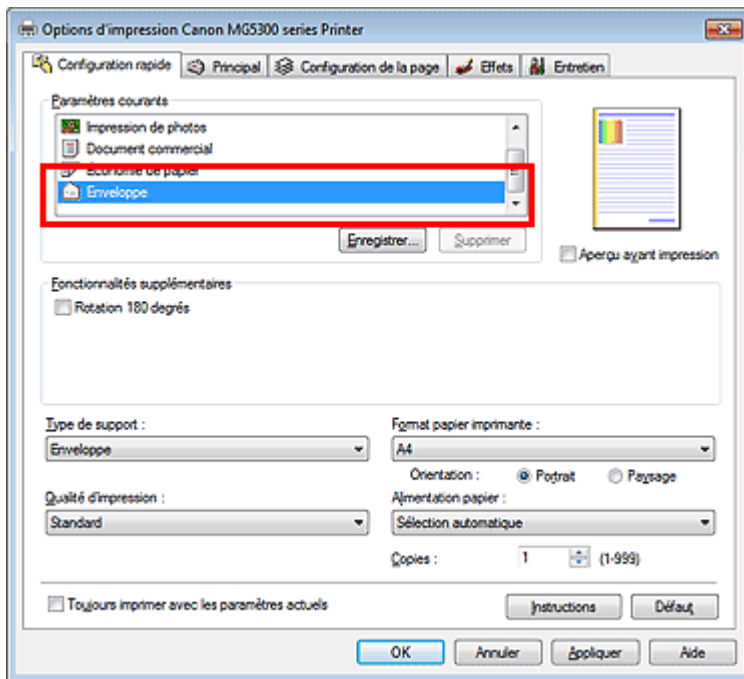 Options d'impression Canon MG5300 series Printer
Configuration rapide Principal Configuration de la page Effets Entretien
Paramètres courants
Impression de photos
Document commercial
Économie de papier
Enveloppe
Enregistrer... Supprimer
Aperçu avant impression
Fonctionnalités supplémentaires
Rotation 180 degrés
Type de support : Format papier imprimante :
Enveloppe A4
Orientation : Portrait Paysage
Qualité d'impression : Alimentation papier :
Standard Sélection automatique
Copies : 1 (1-999)
Toujours imprimer avec les paramètres actuels Instructions Défaut
OK Annuler Appliquer Aide